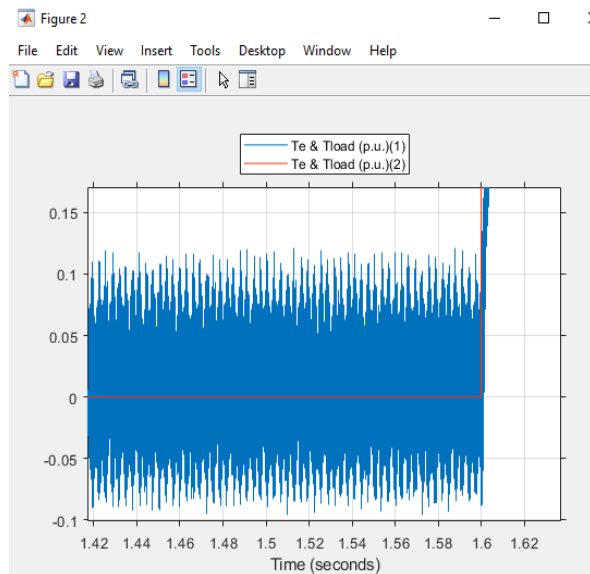 Figure 2
File Edit View Insert Tools Desktop Window Help
Te & Tload (p.u.)(1)
Te & Tload (p.u.)(2)
0.15
0.1
0.05
0
-0.05
-0.1
1.42 1.44 1.46 1.48 1.5 1.52 1.54 1.56 1.58 1.6 1.62
Time (seconds)